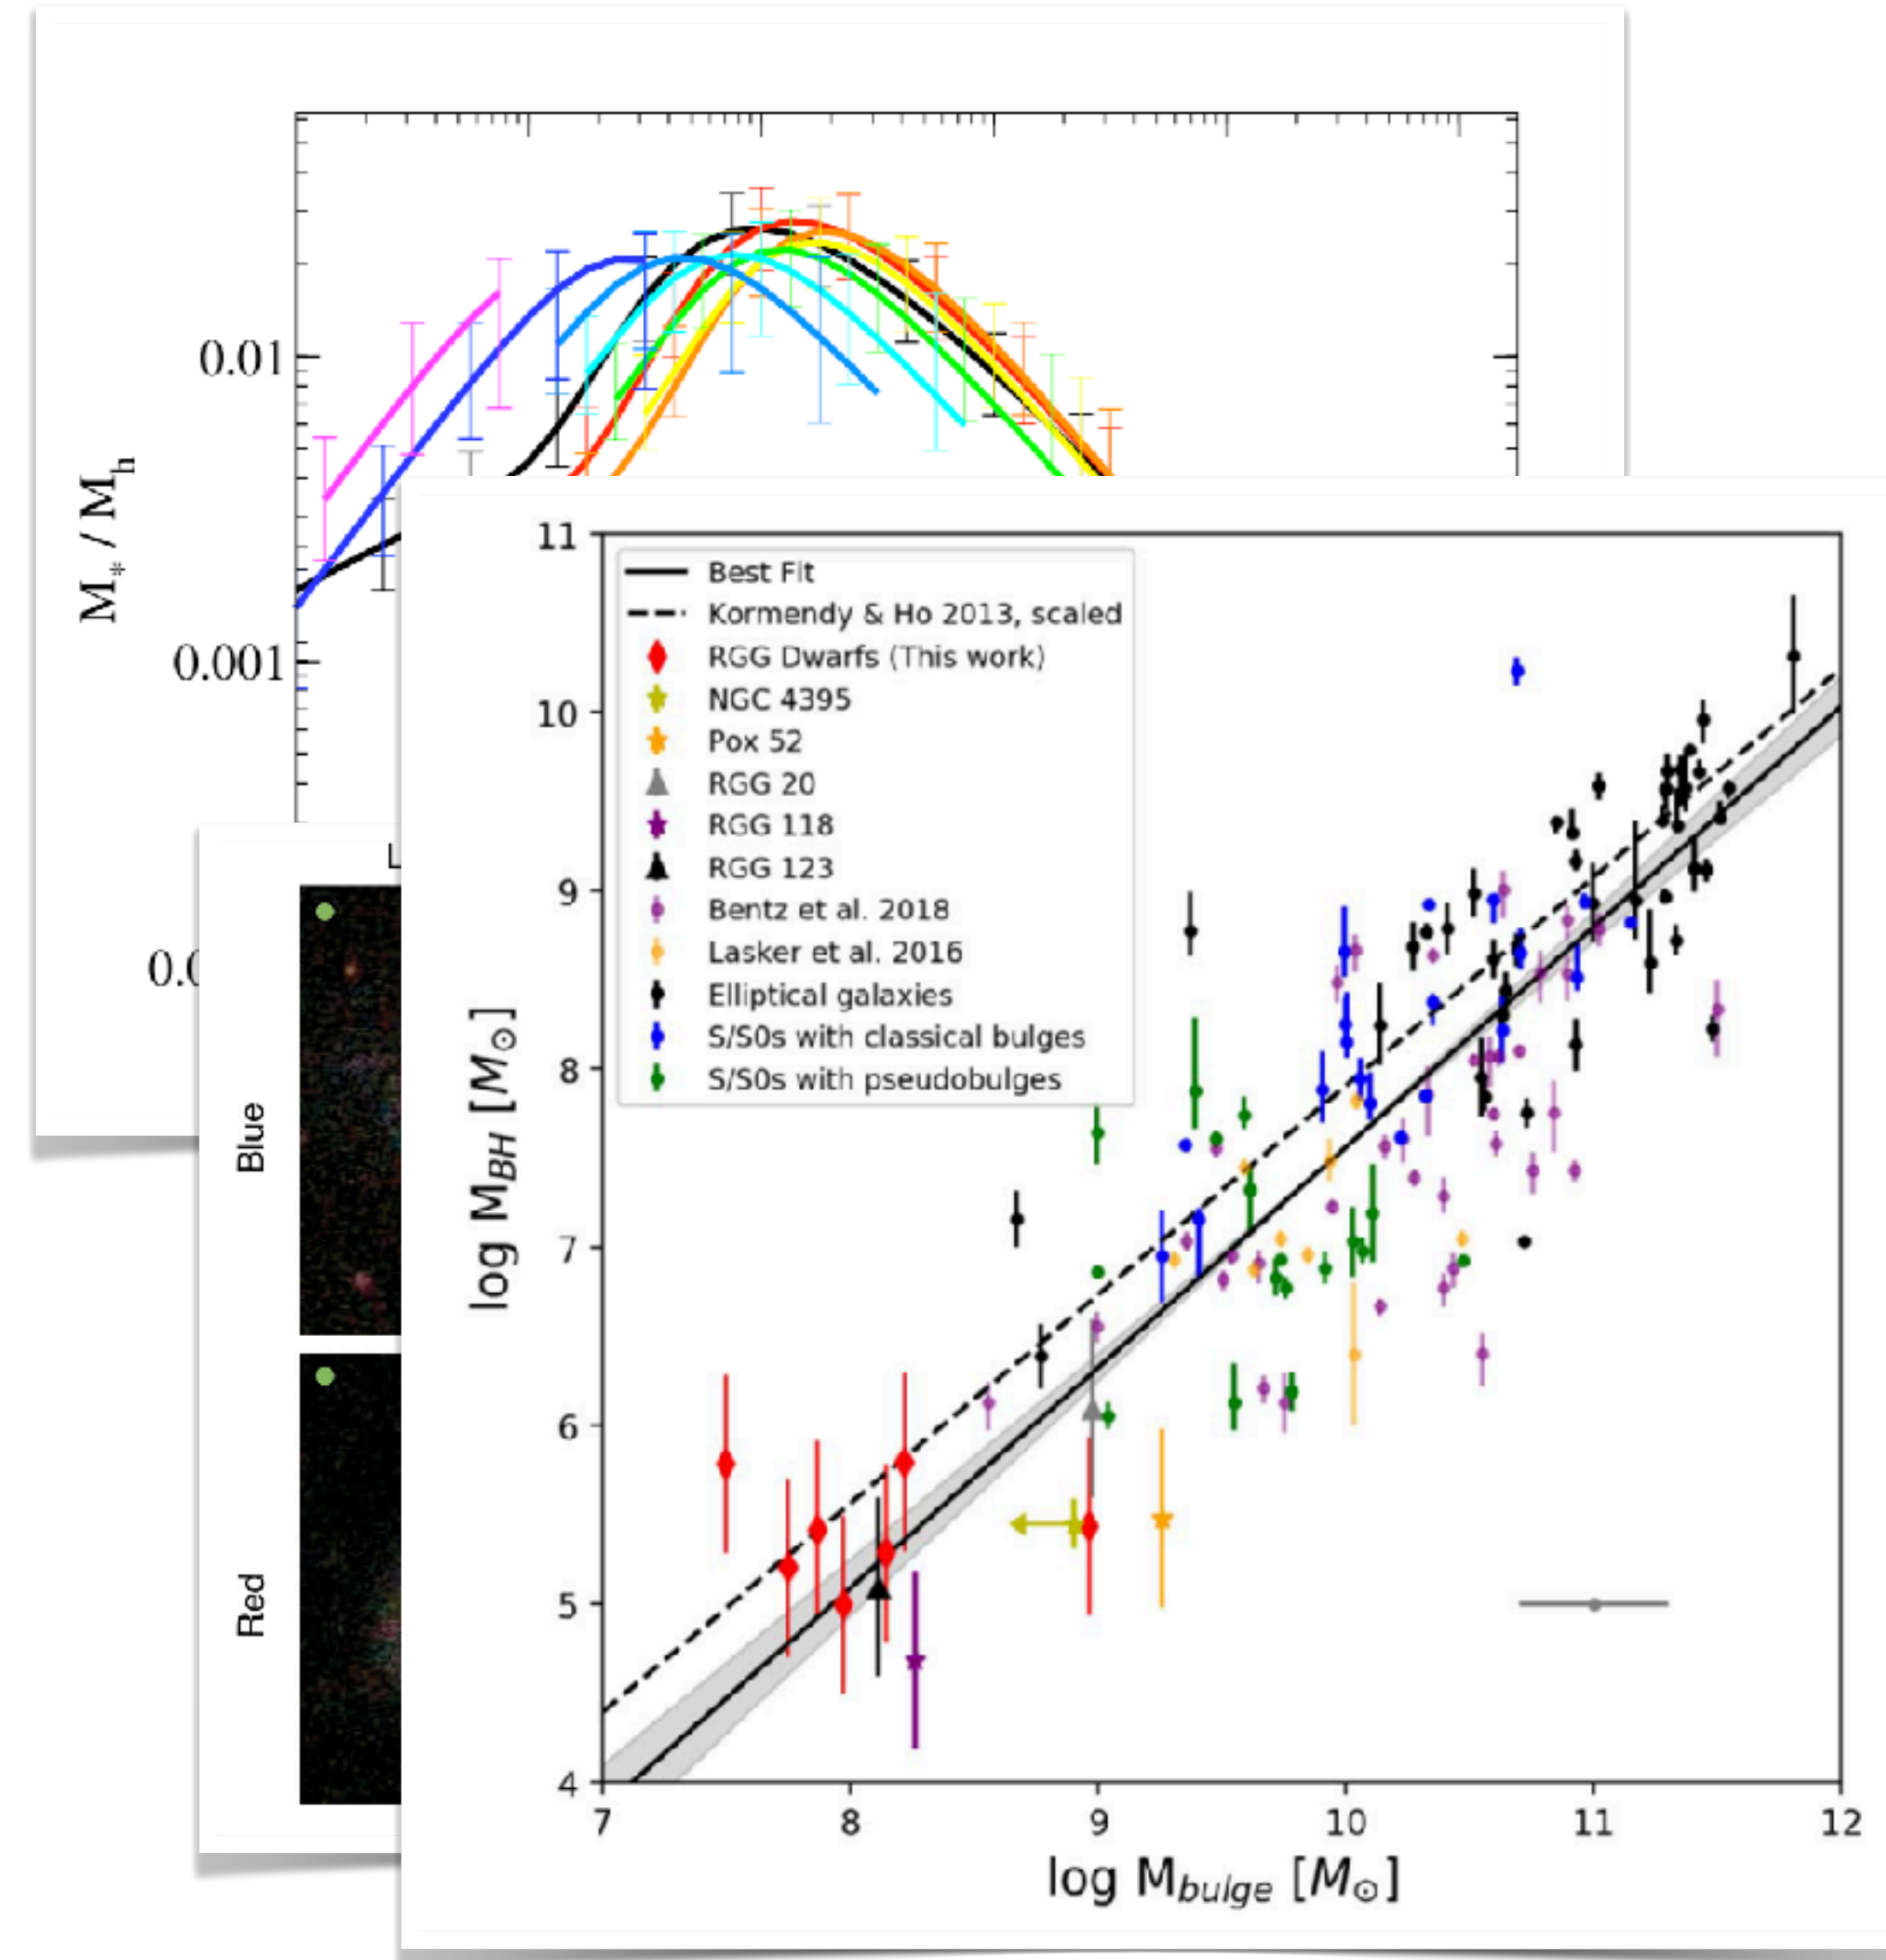 0.01
M* / Mh
0.001
0.0
L
Blue
Red
11
10
9
8
7
6
5
4
log MBH [M⊙]
Best Fit
Kormendy & Ho 2013, scaled
RGG Dwarfs (This work)
NGC 4395
Pox 52
RGG 20
RGG 118
RGG 123
Bentz et al. 2018
Lasker et al. 2016
Elliptical galaxies
S/S0s with classical bulges
S/S0s with pseudobulges
7 8 9 10 11 12
log Mbulge [M⊙]